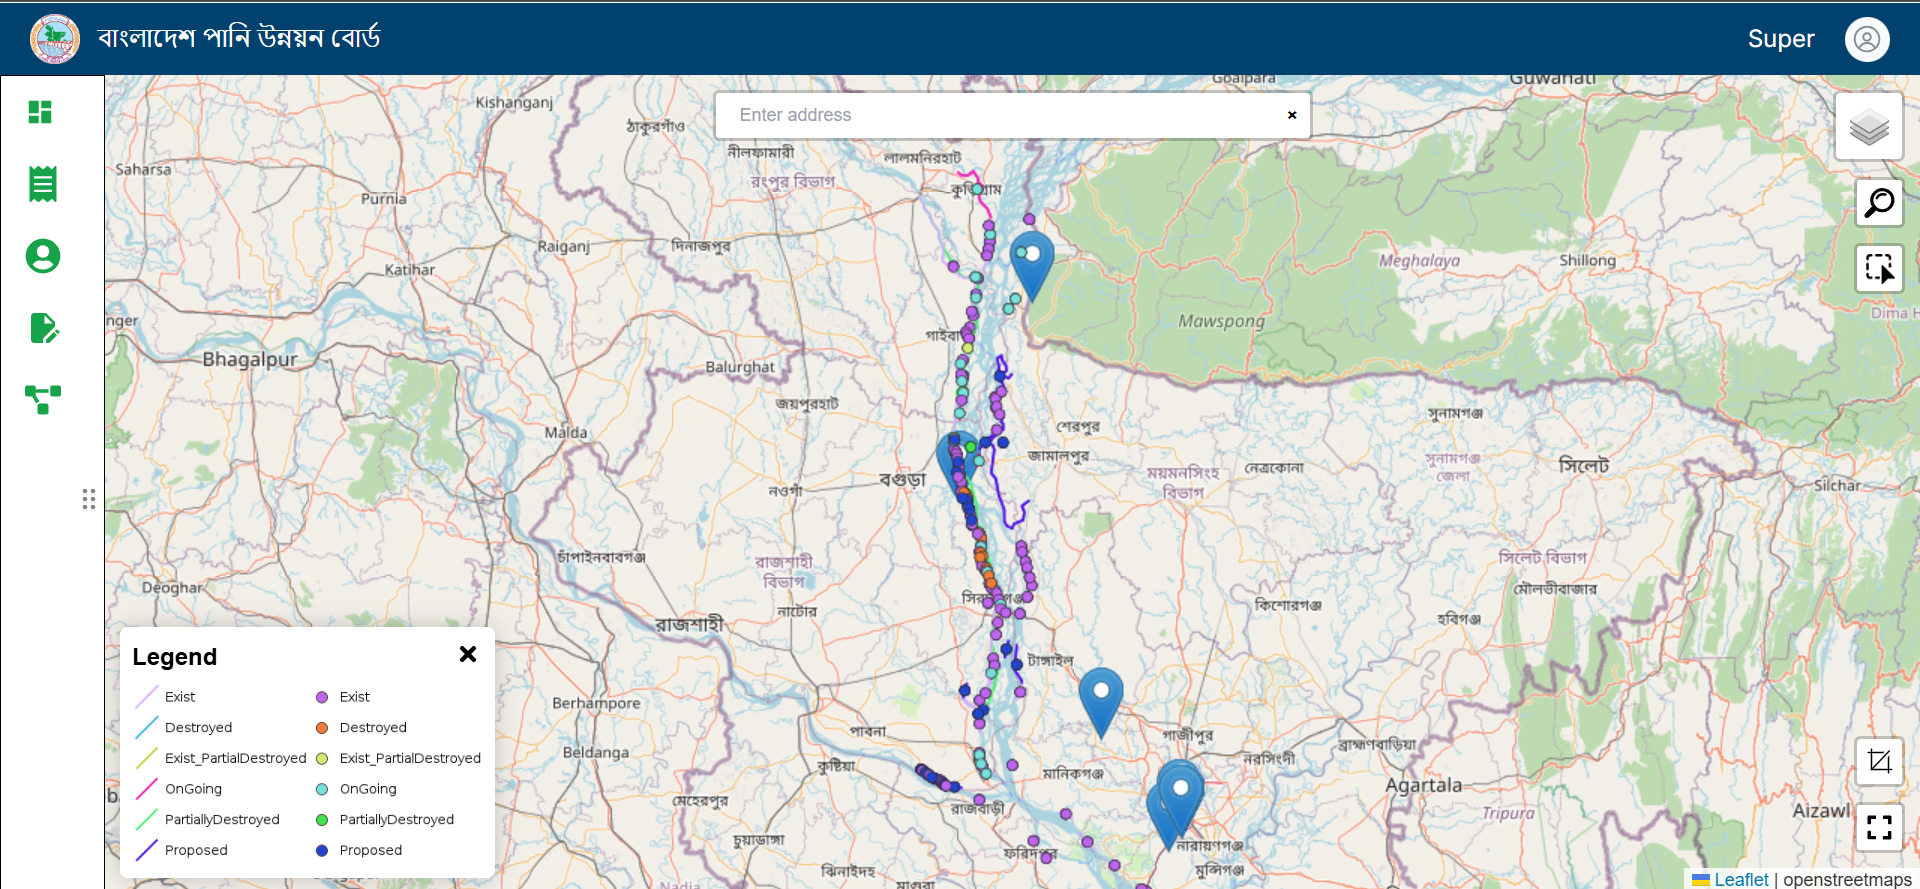 বাংলাদেশ পানি উন্নয়ন বোর্ড
Super
Enter address
×
Goalpara
Guwahati
Kishanganj
ঠাকুরগাঁও
নীলফামারী
লালমনিরহাট
Saharsa
রংপুর বিভাগ
কুড়িগ্রাম
Purnia
Raiganj
দিনাজপুর
Meghalaya
Shillong
Katihar
Dima H
nger
Mawspong
Bhagalpur
Balurghat
জয়পুরহাট
সুনামগঞ্জ
শেরপুর
Malda
জামালপুর
বগুড়া
ময়মনসিংহ
বিভাগ
নেত্রকোনা
সুনামগঞ্জ
জেলা
সিলেট
Silchar
নওগাঁ
চাঁপাইনবাবগঞ্জ
রাজশাহী
বিভাগ
সিলেট বিভাগ
Deoghar
মৌলভীবাজার
নাটোর
কিশোরগঞ্জ
হবিগঞ্জ
রাজশাহী
টাঙ্গাইল
Legend
Exist
Exist
Destroyed
Destroyed
Exist_PartialDestroyed
Exist_PartialDestroyed
OnGoing
OnGoing
PartiallyDestroyed
PartiallyDestroyed
Proposed
Proposed
Berhampore
পাবনা
গাজীপুর
ব্রাহ্মণবাড়িয়া
Beldanga
নরসিংদী
কুষ্টিয়া
মানিকগঞ্জ
Agartala
মেহেরপুর
রাজবাড়ী
Tripura
Aizawl
চুয়াডাঙ্গা
ফরিদপুর
নারায়ণগঞ্জ
ঝিনাইদহ
মুন্সিগঞ্জ
মাগুরা
Nadia
Leaflet | openstreetmaps